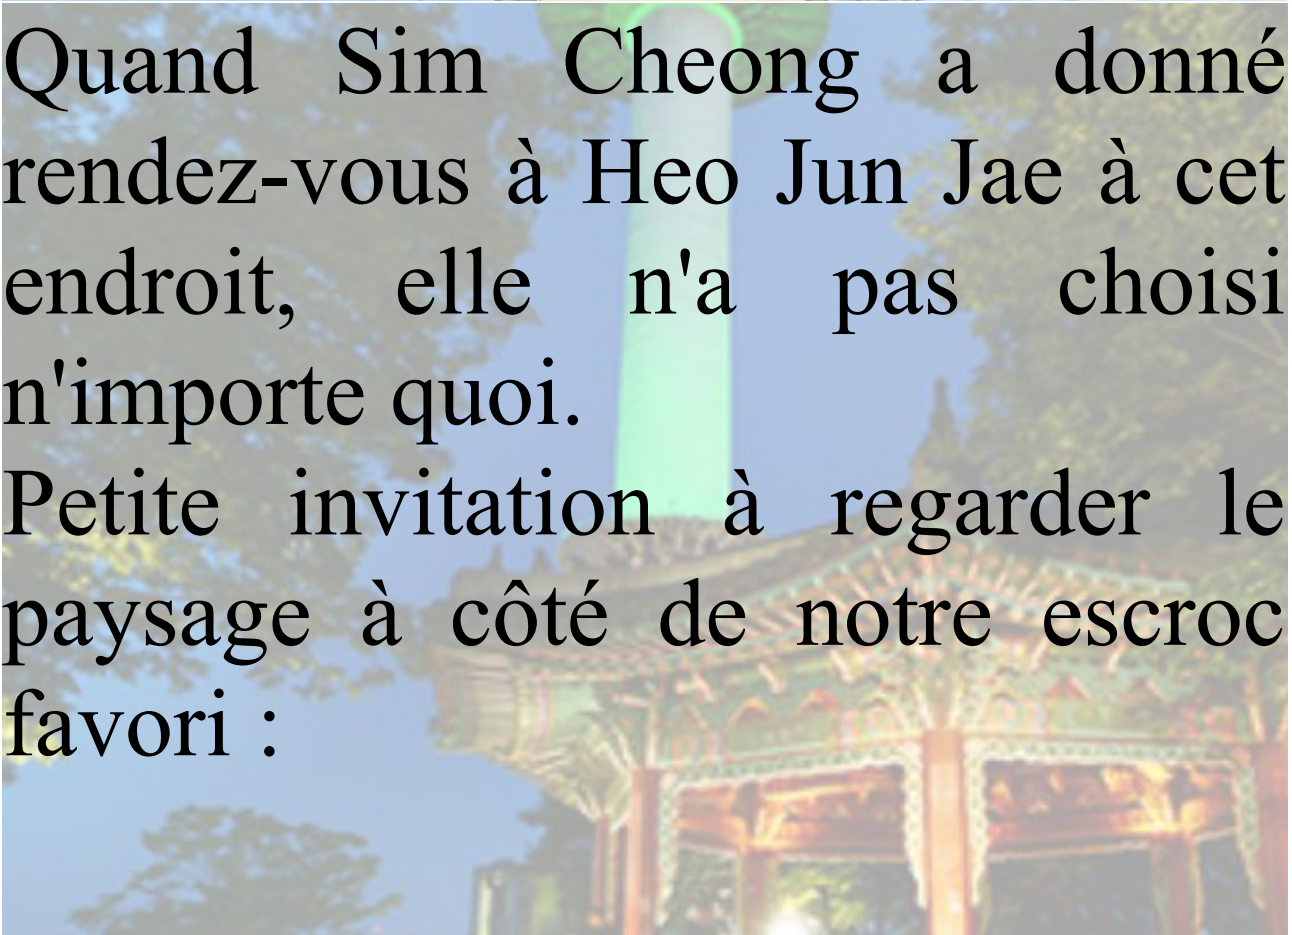 Quand Sim Cheong a donné
rendez-vous à Heo Jun Jae à cet
endroit, elle n'a pas choisi
n'importe quoi.
Petite invitation à regarder le
paysage à côté de notre escroc
favori :